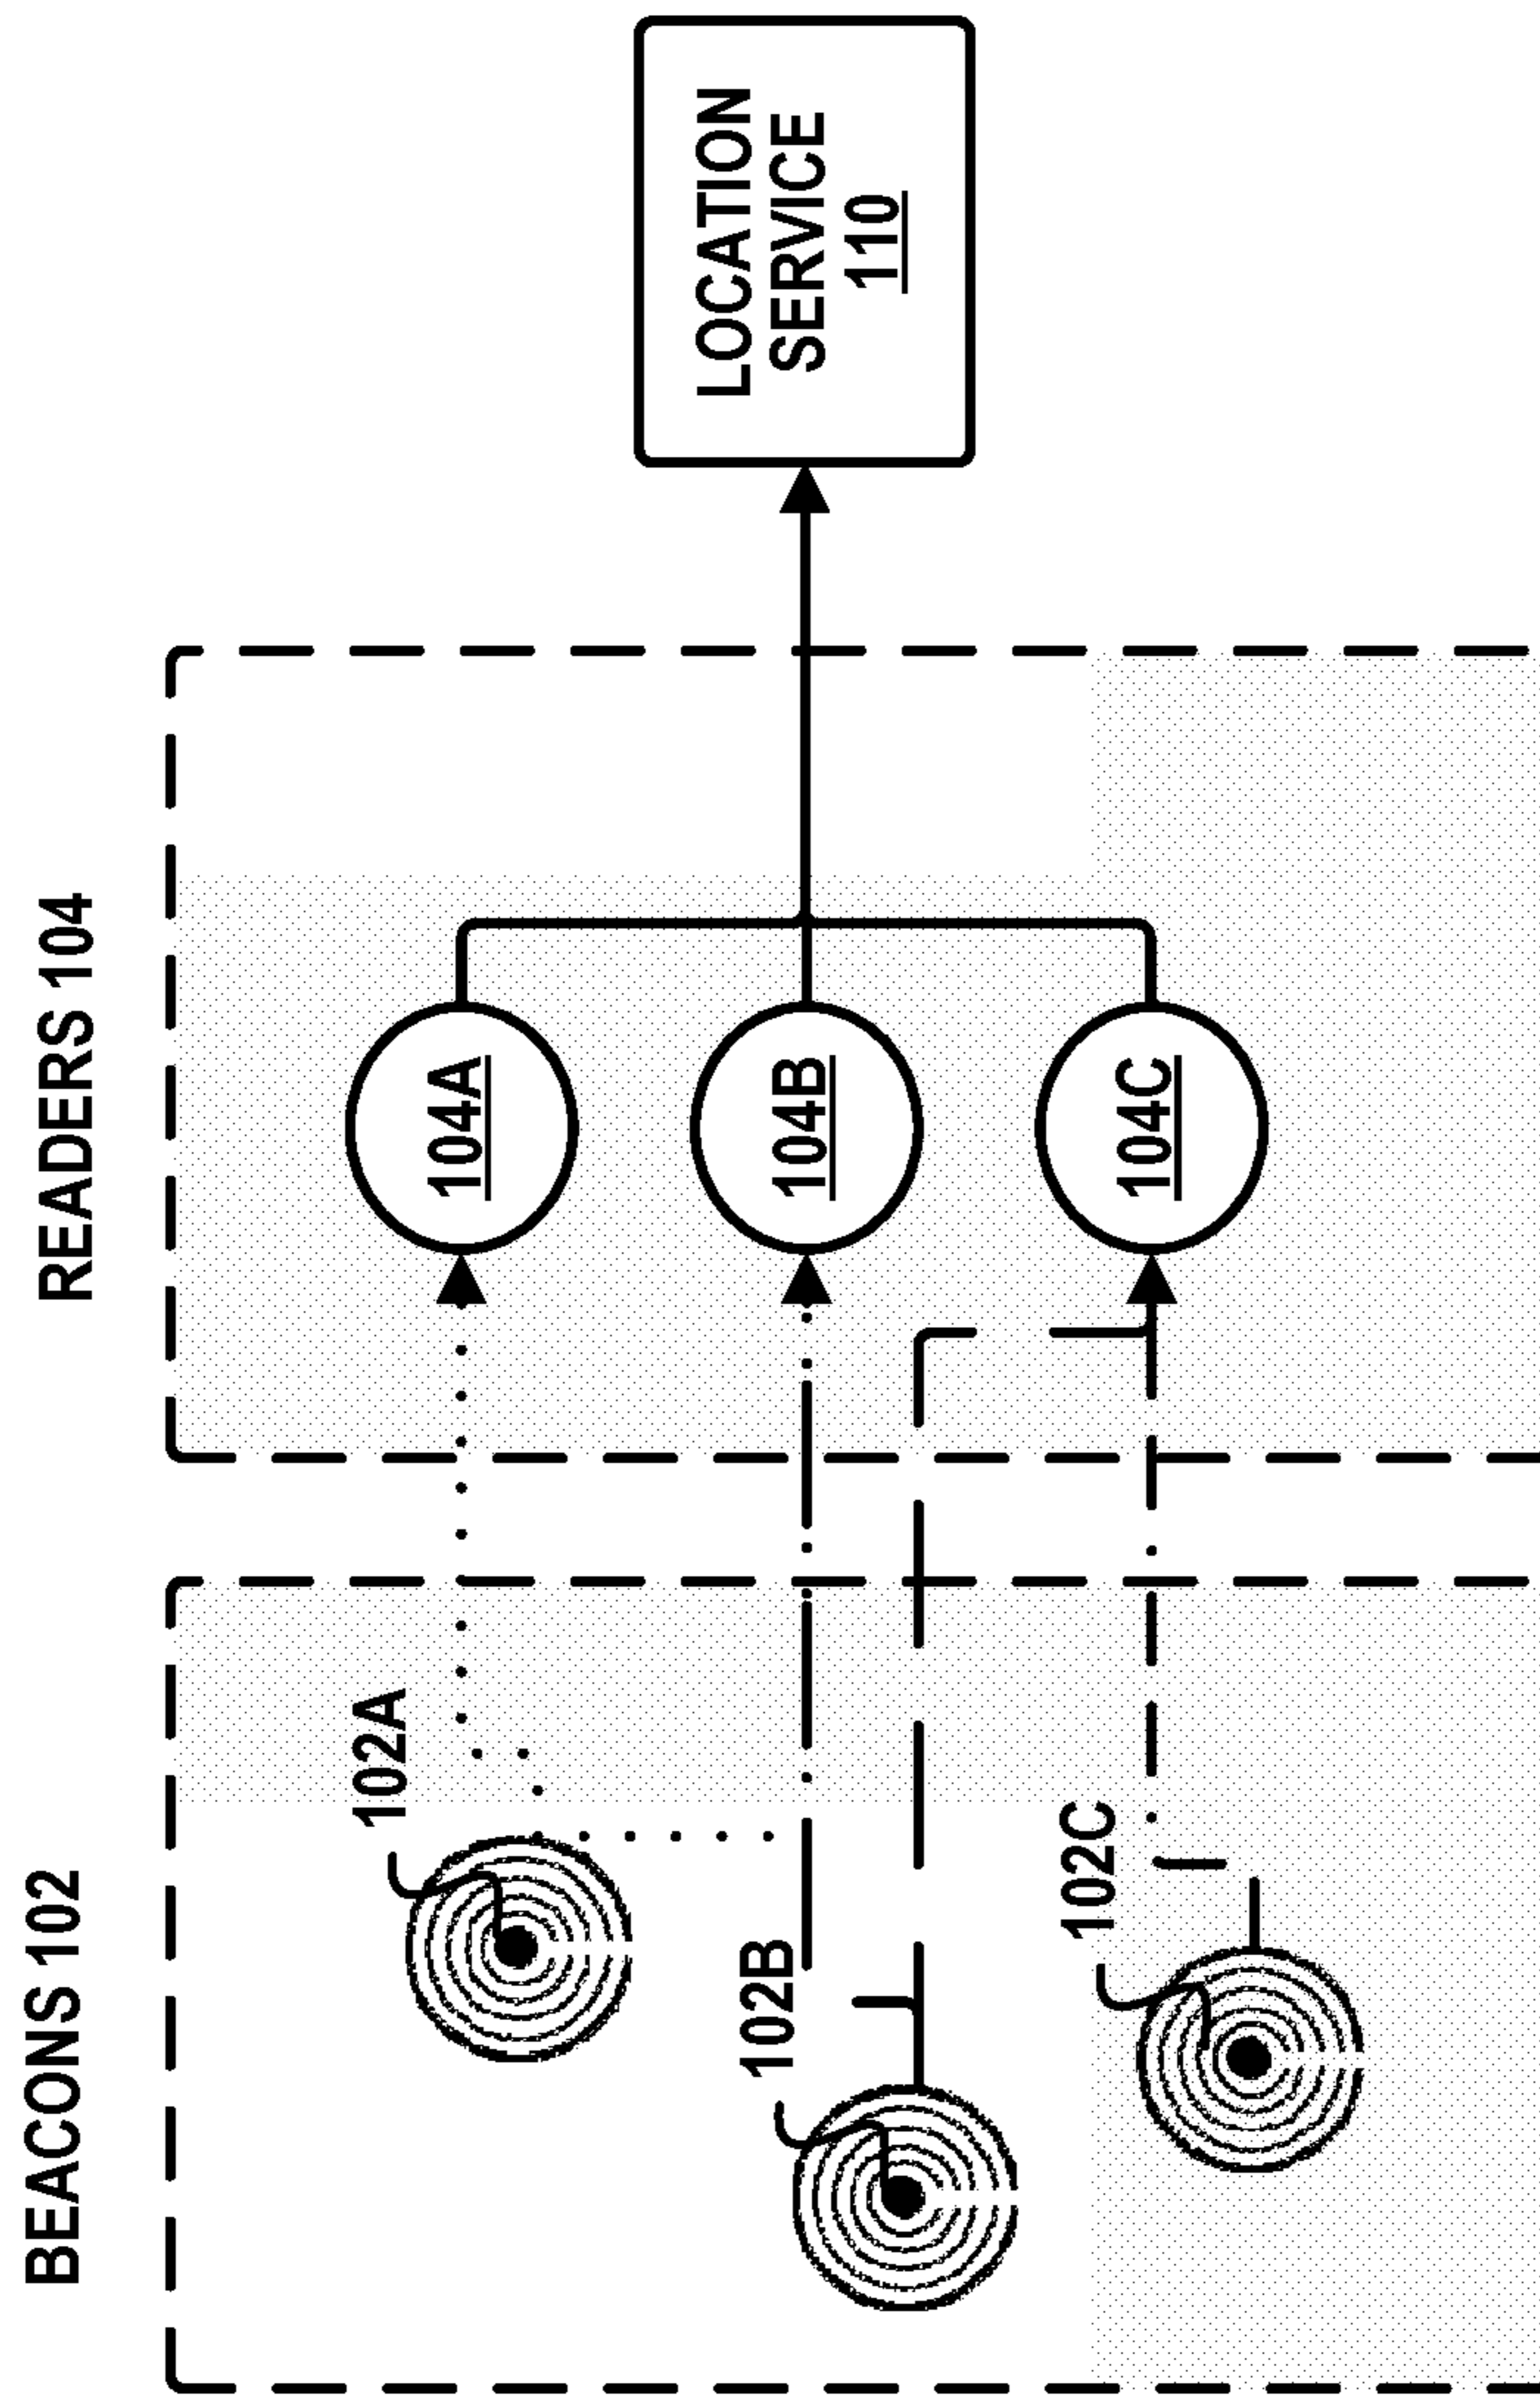 BEACONS 102
READERS 104
102A
102B
102C
104A
104B
104C
LOCATION
SERVICE
110